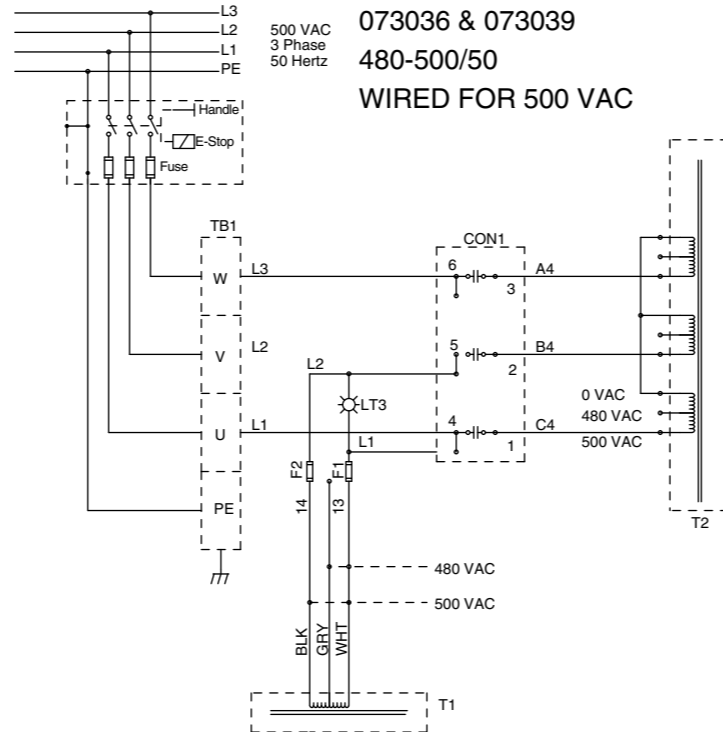 L3
L2
L1
PE
500 VAC
3 Phase
50 Hertz
073036 & 073039
480-500/50
WIRED FOR 500 VAC
Handle
E-Stop
Fuse
TB1
CON1
W
L3
6
3
A4
V
L2
L2
5
2
B4
LT3
0 VAC
480 VAC
500 VAC
U
L1
L1
4
1
C4
F2
F1
14
13
PE
T2
480 VAC
500 VAC
BLK
GRY
WHT
T1